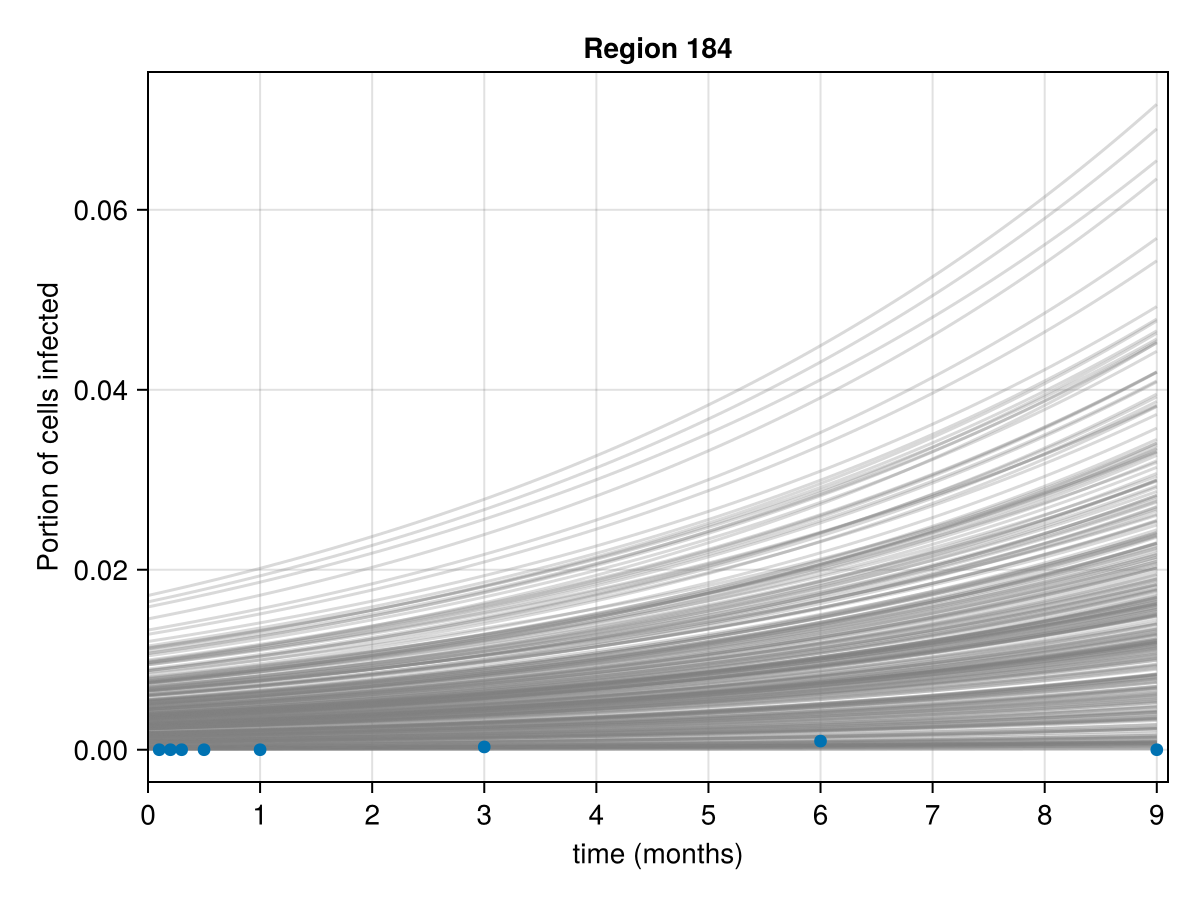 Region 184
Portion of cells infected
0.06
0.04
0.02
0.00
0 1 2 3 4 5 6 7 8 9
time (months)